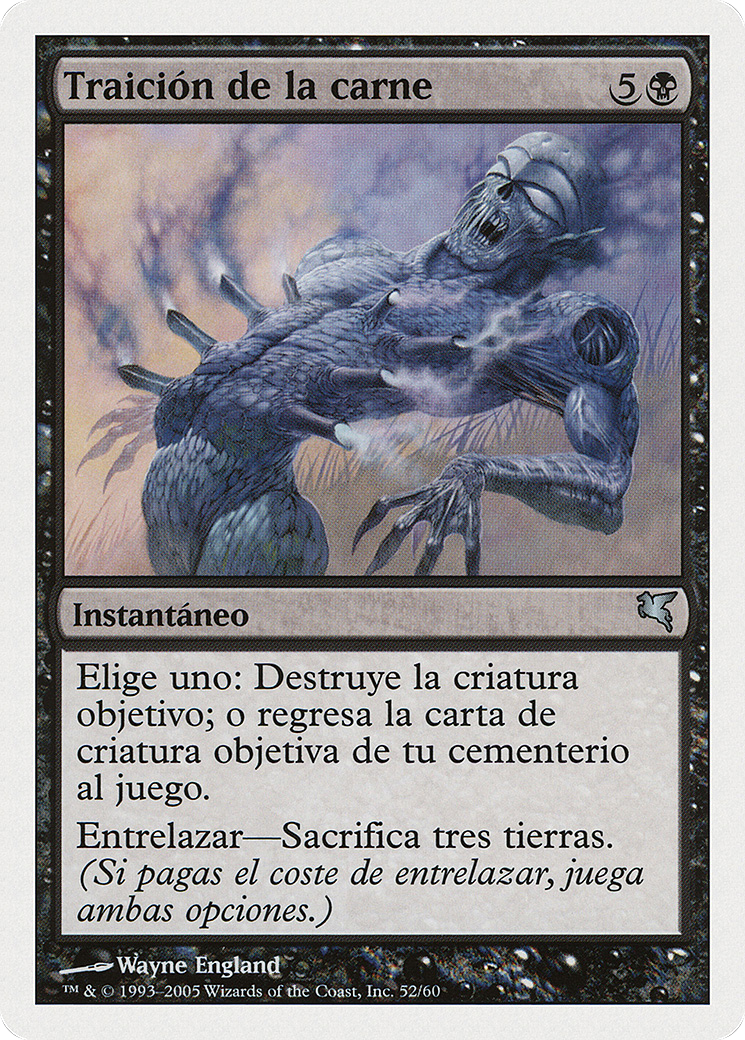 Traición de la carne 5
Instantáneo
Elige uno: Destruye la criatura
objetivo; o regresa la carta de
criatura objetiva de tu cementerio
al juego.
Entrelazar—Sacrifica tres tierras.
(Si pagas el coste de entrelazar, juega
ambas opciones.)
Wayne England
™ & © 1993–2005 Wizards of the Coast, Inc. 52/60